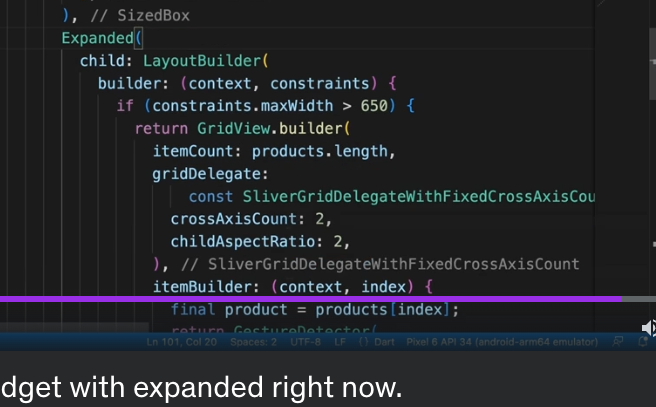 ), // SizedBox
Expanded(
child: LayoutBuilder(
builder: (context, constraints) {
if (constraints.maxWidth > 650) {
return GridView.builder(
itemCount: products.length,
gridDelegate:
const SliverGridDelegateWithFixedCrossAxisCou
crossAxisCount: 2,
childAspectRatio: 2,
), // SliverGridDelegateWithFixedCrossAxisCount
itemBuilder: (context, index) {
final product = products[index];
return GestureDetector(
Ln 101, Col 20 Spaces: 2 UTF-8 LF {} Dart Pixel 6 API 34 (android-arm64 emulator)
dget with expanded right now.